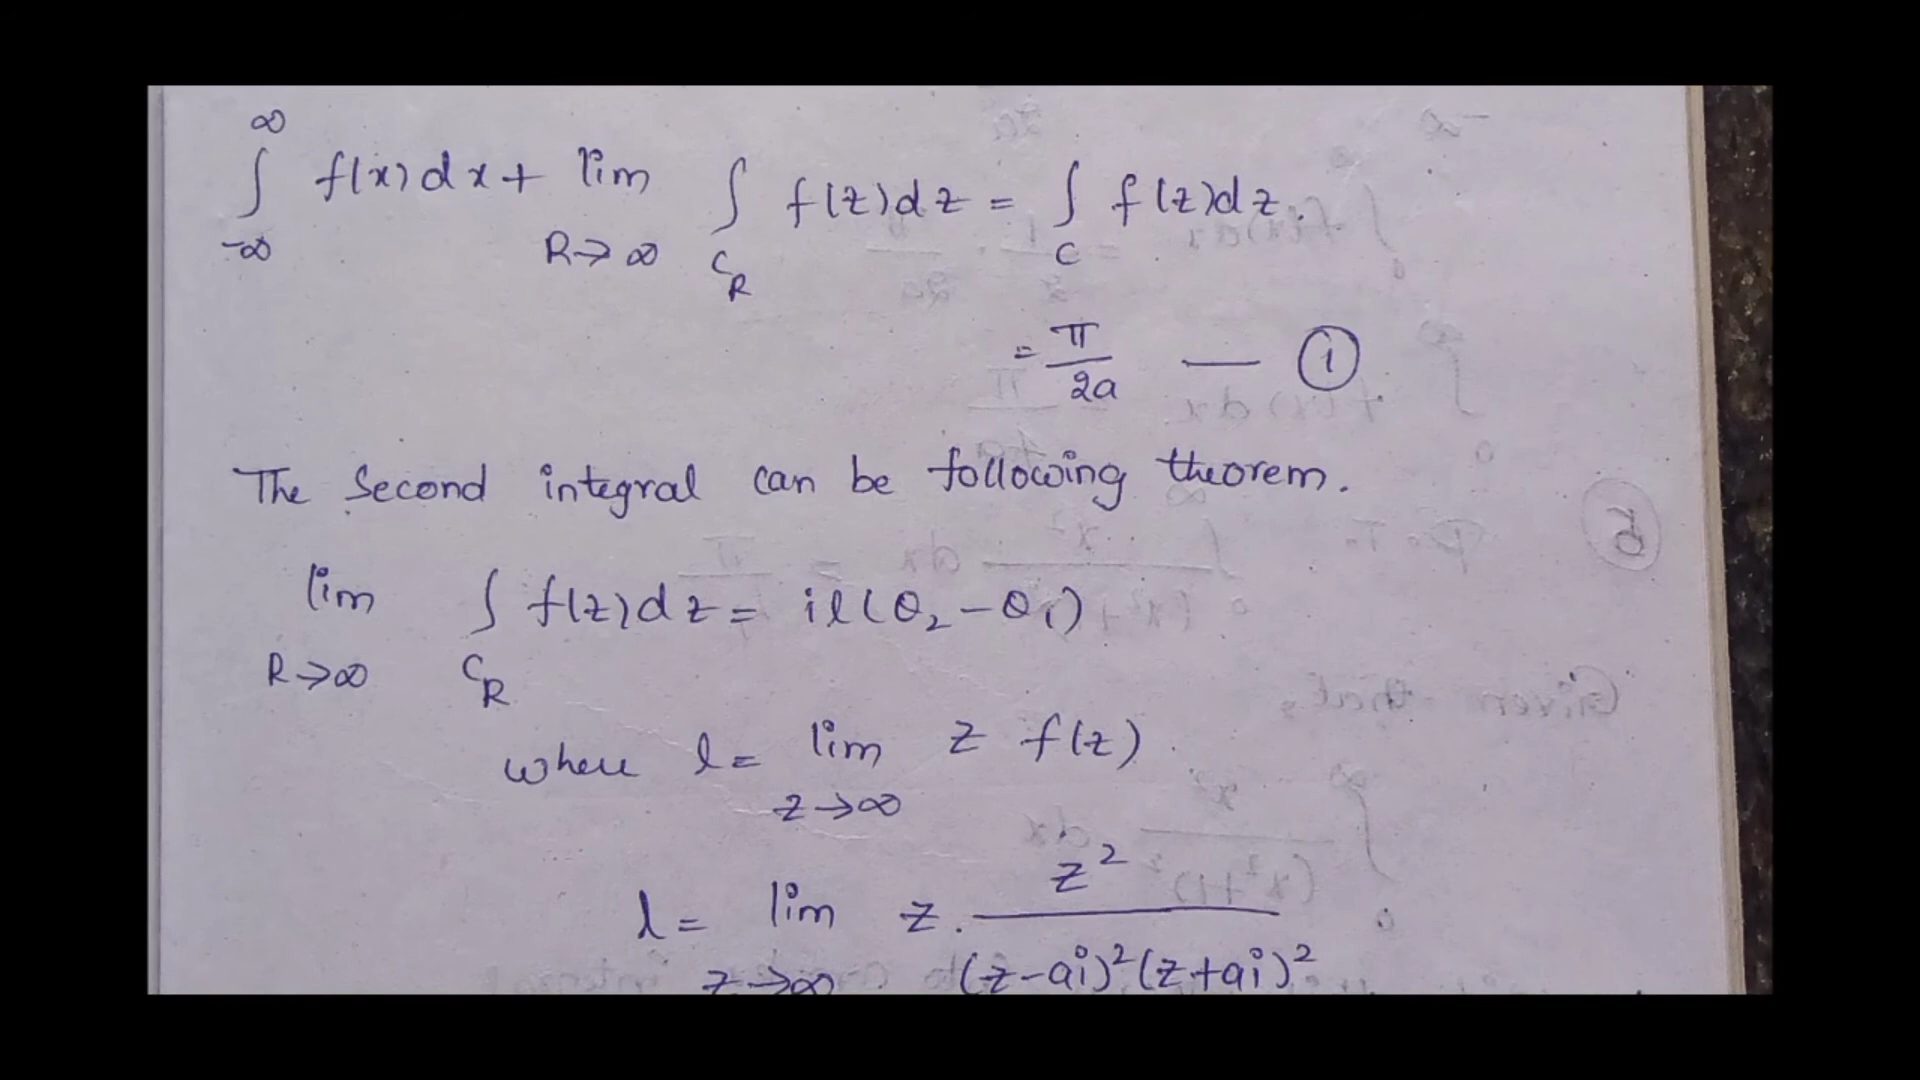 ∞
∫ f(x)dx + lim ∫ f(z)dz = ∫ f(z)dz.
-∞ R→∞ C_R C
= π/2a — ①
The Second integral can be following theorem.
lim ∫ f(z)dz = il(θ₂-θ₁)
R→∞ C_R
where l = lim z f(z)
z→∞
l = lim z. z²
z→∞ (z-ai)²(z+ai)²